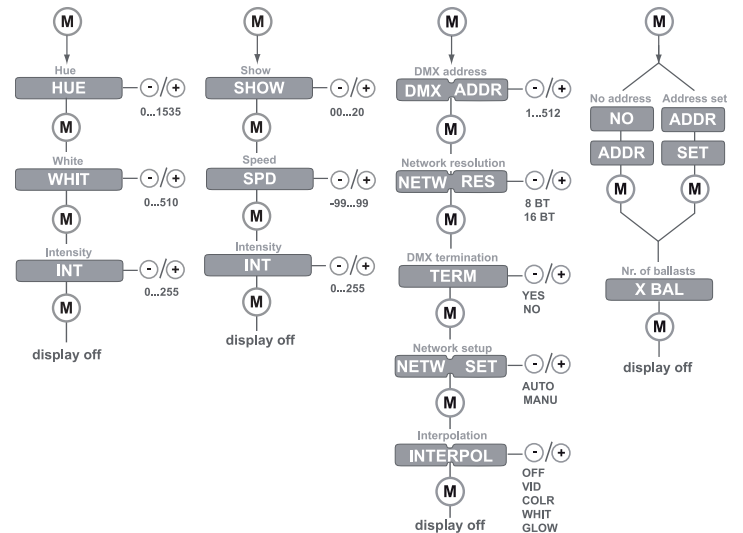 M
Hue
HUE
- / +
0...1535
M
White
WHIT
- / +
0...510
M
Intensity
INT
- / +
0...255
M
display off
M
Show
SHOW
- / +
00...20
M
Speed
SPD
- / +
-99...99
M
Intensity
INT
- / +
0...255
M
display off
M
DMX address
DMX ADDR
- / +
1...512
M
Network resolution
NETW RES
- / +
8 BT
16 BT
M
DMX termination
TERM
- / +
YES
NO
M
Network setup
NETW SET
- / +
AUTO
MANU
M
Interpolation
INTERPOL
- / +
OFF
VID
COLR
WHIT
GLOW
M
display off
M
No address
NO
ADDR
M
Address set
ADDR
SET
M
Nr. of ballasts
X BAL
M
display off